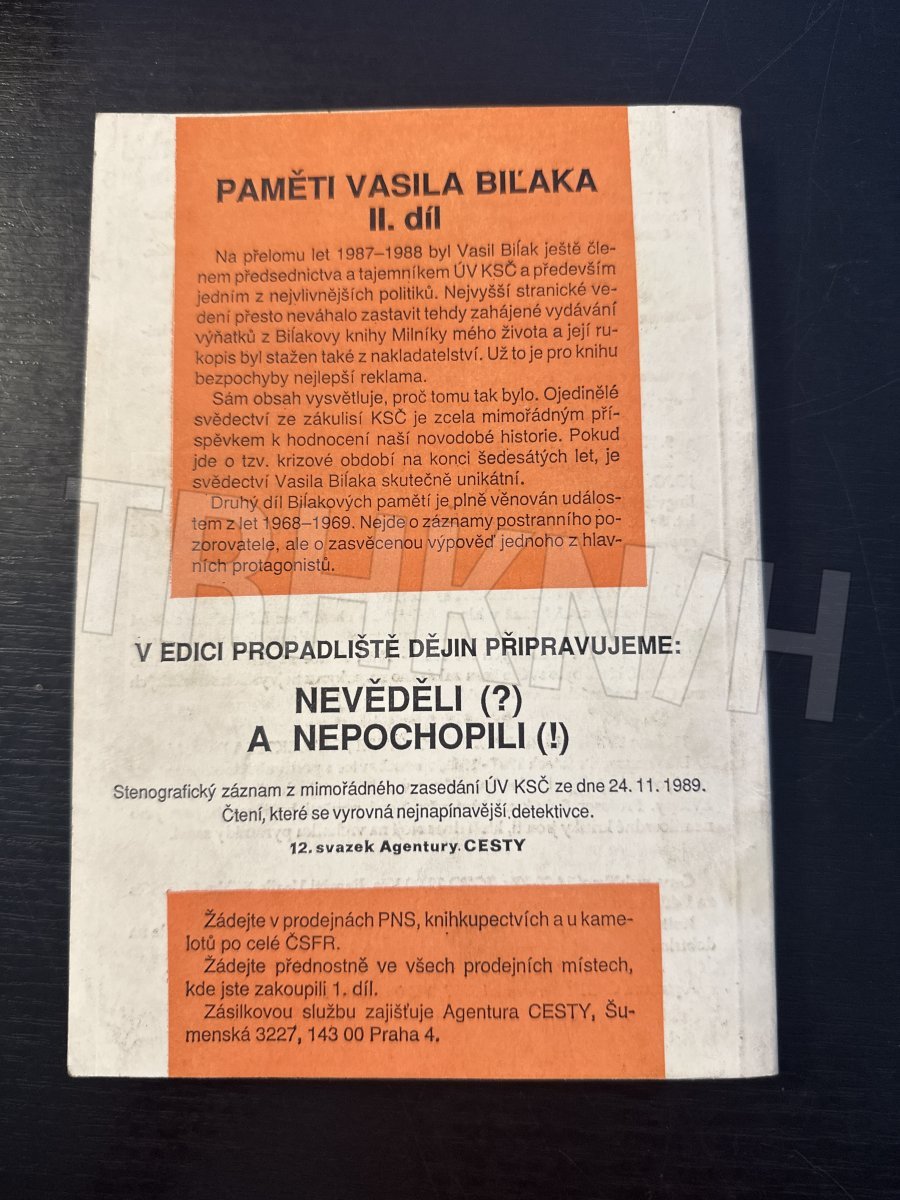 PAMĚTI VASILA BIĽAKA
II. díl
Na přelomu let 1987–1988 byl Vasil Biľak ještě čle-
nem předsednictva a tajemníkem ÚV KSČ a především
jedním z nejvlivnějších politiků. Nejvyšší stranické ve-
dení přesto neváhalo zastavit tehdy zahájené vydávání
výňatků z Biľakovy knihy Milníky mého života a její ru-
kopis byl stažen také z nakladatelství. Už to je pro knihu
bezpochyby nejlepší reklama.
Sám obsah vysvětluje, proč tomu tak bylo. Ojedinělé
svědectví ze zákulisí KSČ je zcela mimořádným pří-
spěvkem k hodnocení naší novodobé historie. Pokud
jde o tzv. krizové období na konci šedesátých let, je
svědectví Vasila Biľaka skutečně unikátní.
Druhý díl Biľakových pamětí je plně věnován událos-
tem z let 1968–1969. Nejde o záznamy postranního po-
zorovatele, ale o zasvěcenou výpověď jednoho z hlav-
ních protagonistů.
TRHKNIH
V EDICI PROPADLIŠTĚ DĚJIN PŘIPRAVUJEME:
NEVĚDĚLI (?)
A NEPOCHOPILI (!)
Stenografický záznam z mimořádného zasedání ÚV KSČ ze dne 24. 11. 1989.
Čtení, které se vyrovná nejnapínavější detektivce.
12. svazek Agentury CESTY
Žádejte v prodejnách PNS, knihkupectvích a u kame-
lotů po celé ČSFR.
Žádejte přednostně ve všech prodejních místech,
kde jste zakoupili 1. díl.
Zásilkovou službu zajišťuje Agentura CESTY, Šu-
menská 3227, 143 00 Praha 4.